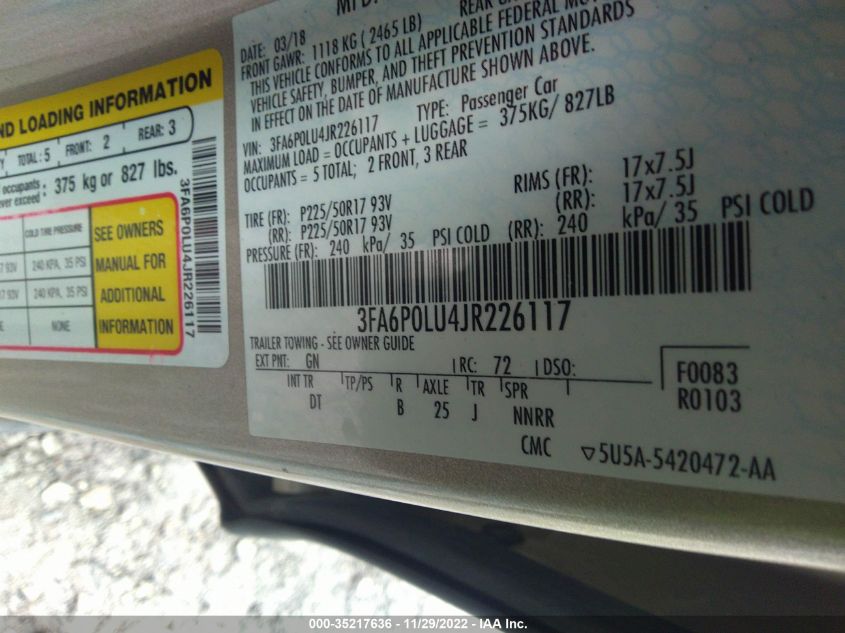 ND LOADING INFORMATION
TOTAL: 5 FRONT: 2 REAR: 3
occupants 375 kg or 827 lbs.
ver exceed:
COLD TIRE PRESSURE
93V 240 KPA, 35 PSI
93V 240 KPA, 35 PSI
NONE
SEE OWNERS
MANUAL FOR
ADDITIONAL
INFORMATION
3FA6P0LU4JR226117
MFD.
DATE: 03/18 REAR
FRONT GAWR: 1118 KG ( 2465 LB)
THIS VEHICLE CONFORMS TO ALL APPLICABLE FEDERAL
VEHICLE SAFETY, BUMPER, AND THEFT PREVENTION STANDARDS
IN EFFECT ON THE DATE OF MANUFACTURE SHOWN ABOVE.
VIN: 3FA6P0LU4JR226117 TYPE: Passenger Car
MAXIMUM LOAD = OCCUPANTS + LUGGAGE = 375KG/ 827LB
OCCUPANTS = 5 TOTAL; 2 FRONT, 3 REAR
TIRE (FR): P225/50R17 93V RIMS (FR): 17x7.5J
(RR): P225/50R17 93V (RR): 17x7.5J
PRESSURE (FR): 240 kPa/ 35 PSI COLD (RR): 240 kPa/ 35 PSI COLD
3FA6P0LU4JR226117
TRAILER TOWING - SEE OWNER GUIDE
EXT PNT: GN RC: 72 DSO:
INT TR TP/PS R AXLE TR SPR
DT B 25 J NNRR
CMC
F0083
R0103
▽5U5A-5420472-AA
000-35217636 - 11/29/2022 - IAA Inc.